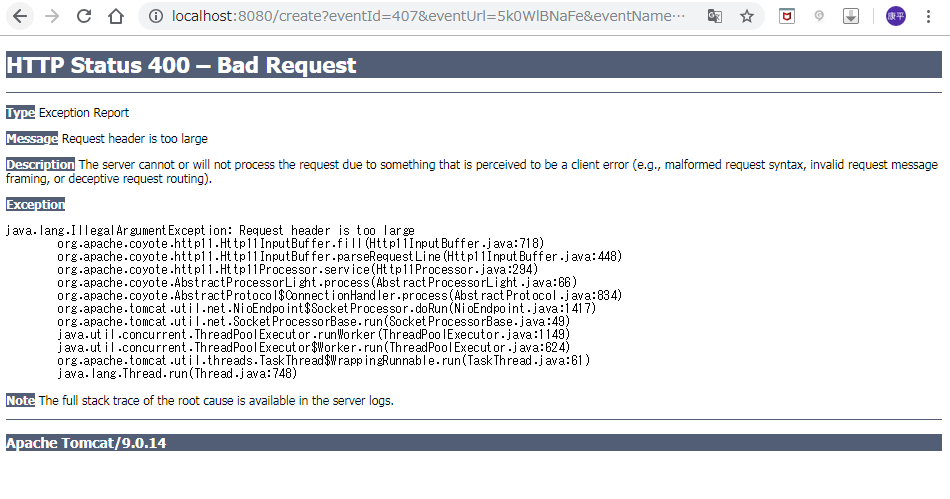 localhost:8080/create?eventId=407&eventUrl=5k0WlBNaFe&eventName…
康平
HTTP Status 400 – Bad Request
Type Exception Report
Message Request header is too large
Description The server cannot or will not process the request due to something that is perceived to be a client error (e.g., malformed request syntax, invalid request message
framing, or deceptive request routing).
Exception
java.lang.IllegalArgumentException: Request header is too large
org.apache.coyote.http11.Http11InputBuffer.fill(Http11InputBuffer.java:718)
org.apache.coyote.http11.Http11InputBuffer.parseRequestLine(Http11InputBuffer.java:448)
org.apache.coyote.http11.Http11Processor.service(Http11Processor.java:294)
org.apache.coyote.AbstractProcessorLight.process(AbstractProcessorLight.java:66)
org.apache.coyote.AbstractProtocol$ConnectionHandler.process(AbstractProtocol.java:834)
org.apache.tomcat.util.net.NioEndpoint$SocketProcessor.doRun(NioEndpoint.java:1417)
org.apache.tomcat.util.net.SocketProcessorBase.run(SocketProcessorBase.java:49)
java.util.concurrent.ThreadPoolExecutor.runWorker(ThreadPoolExecutor.java:1149)
java.util.concurrent.ThreadPoolExecutor$Worker.run(ThreadPoolExecutor.java:624)
org.apache.tomcat.util.threads.TaskThread$WrappingRunnable.run(TaskThread.java:61)
java.lang.Thread.run(Thread.java:748)
Note The full stack trace of the root cause is available in the server logs.
Apache Tomcat/9.0.14